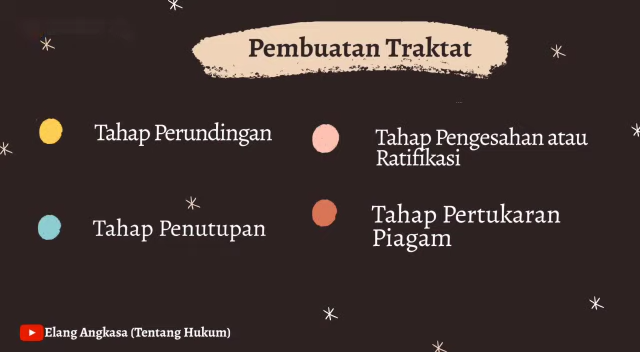 Pembuatan Traktat
Tahap Perundingan
Tahap Penutupan
Tahap Pengesahan atau
Ratifikasi
Tahap Pertukaran
Piagam
Elang Angkasa (Tentang Hukum)